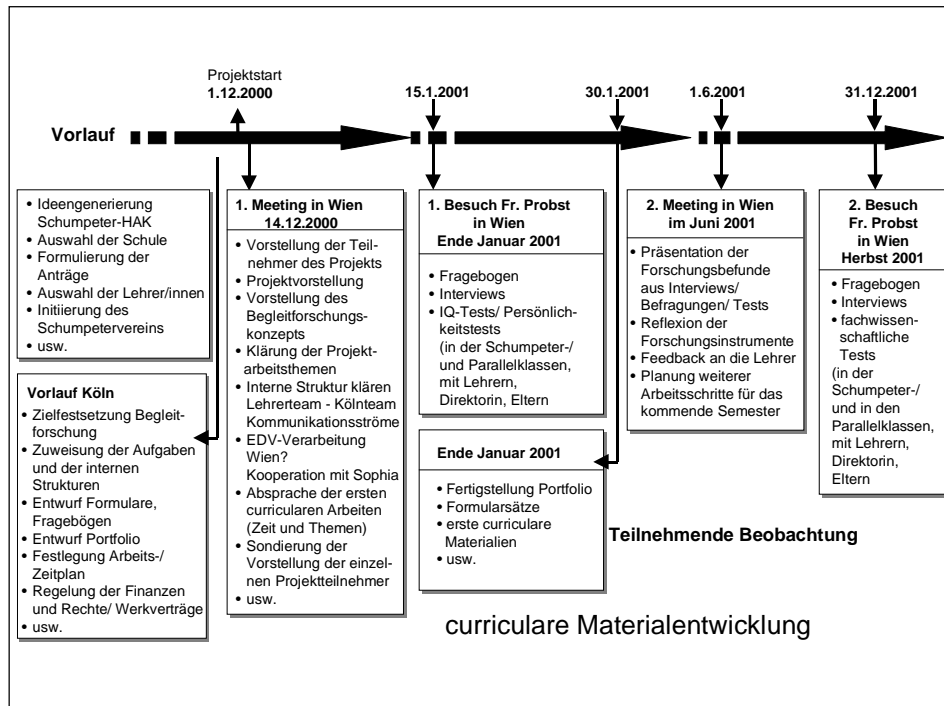 Projektstart
1.12.2000
15.1.2001
30.1.2001
1.6.2001
31.12.2001
Vorlauf
• Ideengenerierung
Schumpeter-HAK
• Auswahl der Schule
• Formulierung der
Anträge
• Auswahl der Lehrer/innen
• Initiierung des
Schumpetervereins
• usw.
Vorlauf Köln
• Zielfestsetzung Begleit-
forschung
• Zuweisung der Aufgaben
und der internen
Strukturen
• Entwurf Formulare,
Fragebögen
• Entwurf Portfolio
• Festlegung Arbeits-/
Zeitplan
• Regelung der Finanzen
und Rechte/ Werkverträge
• usw.
1. Meeting in Wien
14.12.2000
• Vorstellung der Teil-
nehmer des Projekts
• Projektvorstellung
• Vorstellung des
Begleitforschungs-
konzepts
• Klärung der Projekt-
arbeitsthemen
• Interne Struktur klären
Lehrerteam - Kölnteam
Kommunikationsströme
• EDV-Verarbeitung
Wien?
Kooperation mit Sophia
• Absprache der ersten
curricularen Arbeiten
(Zeit und Themen)
• Sondierung der
Vorstellung der einzel-
nen Projektteilnehmer
• usw.
1. Besuch Fr. Probst
in Wien
Ende Januar 2001
• Fragebogen
• Interviews
• IQ-Tests/ Persönlich-
keitstests
(in der Schumpeter-/
und Parallelklassen,
mit Lehrern,
Direktorin, Eltern
Ende Januar 2001
• Fertigstellung Portfolio
• Formularsätze
• erste curriculare
Materialien
• usw.
2. Meeting in Wien
im Juni 2001
• Präsentation der
Forschungsbefunde
aus Interviews/
Befragungen/ Tests
• Reflexion der
Forschungsinstrumente
• Feedback an die Lehrer
• Planung weiterer
Arbeitsschritte für das
kommende Semester
2. Besuch
Fr. Probst
in Wien
Herbst 2001
• Fragebogen
• Interviews
• fachwissen-
schaftliche
Tests
(in der
Schumpeter-/
und in den
Parallelklassen,
mit Lehrern,
Direktorin,
Eltern
Teilnehmende Beobachtung
curriculare Materialentwicklung